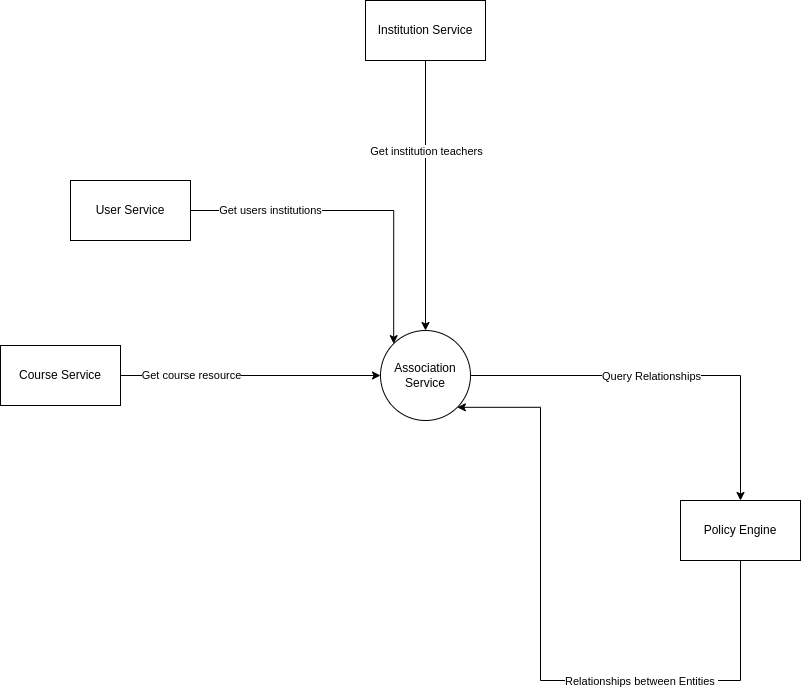 Institution Service
Get institution teachers
User Service
Get users institutions
Course Service
Get course resource
Association
Service
Query Relationships
Policy Engine
Relationships between Entities